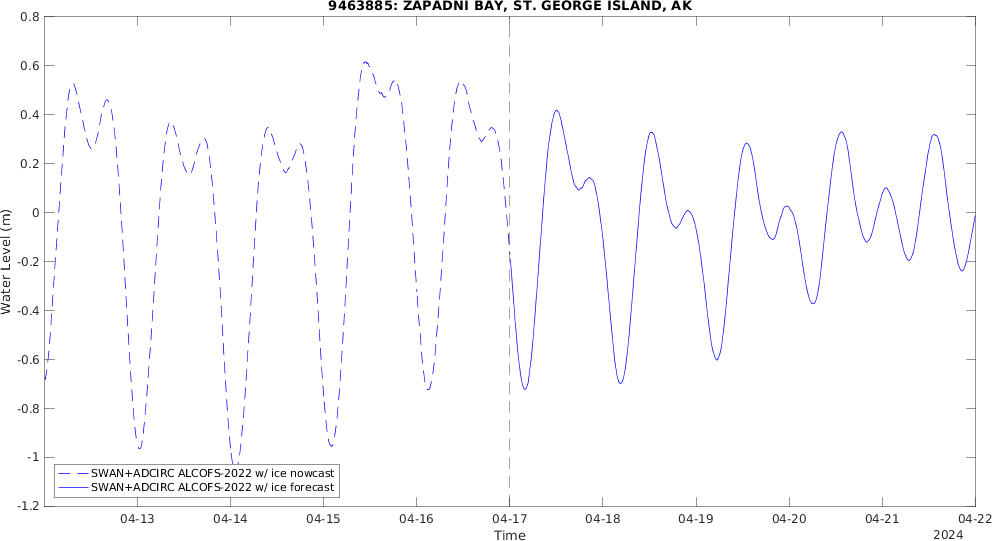 9463885: ZAPADNI BAY, ST. GEORGE ISLAND, AK
0.8
0.6
0.4
0.2
0
-0.2
-0.4
-0.6
-0.8
-1
-1.2
Water Level (m)
SWAN+ADCIRC ALCOFS-2022 w/ ice nowcast
SWAN+ADCIRC ALCOFS-2022 w/ ice forecast
04-13 04-14 04-15 04-16 04-17 04-18 04-19 04-20 04-21 04-22
Time
2024